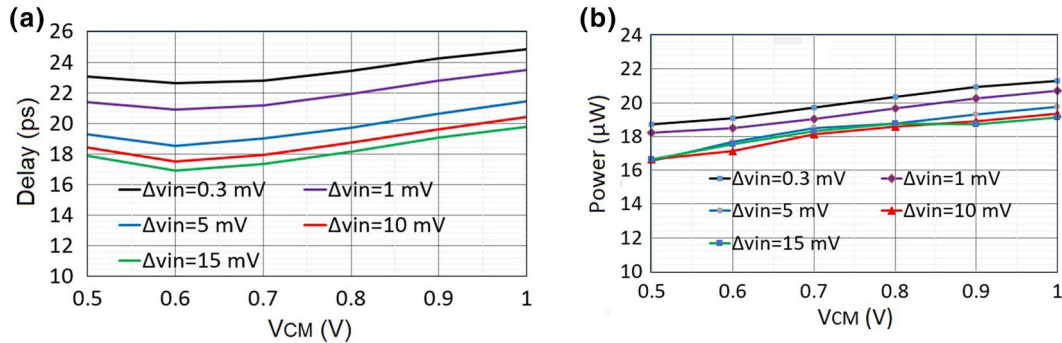 (a)
26
24
22
20
18
16
14
12
10
Delay (ps)
Δvin=0.3 mV
Δvin=1 mV
Δvin=5 mV
Δvin=10 mV
Δvin=15 mV
0.5 0.6 0.7 0.8 0.9 1
VCM (V)
(b)
24
22
20
18
16
14
12
10
Power (µW)
Δvin=0.3 mV
Δvin=1 mV
Δvin=5 mV
Δvin=10 mV
Δvin=15 mV
0.5 0.6 0.7 0.8 0.9 1
VCM (V)